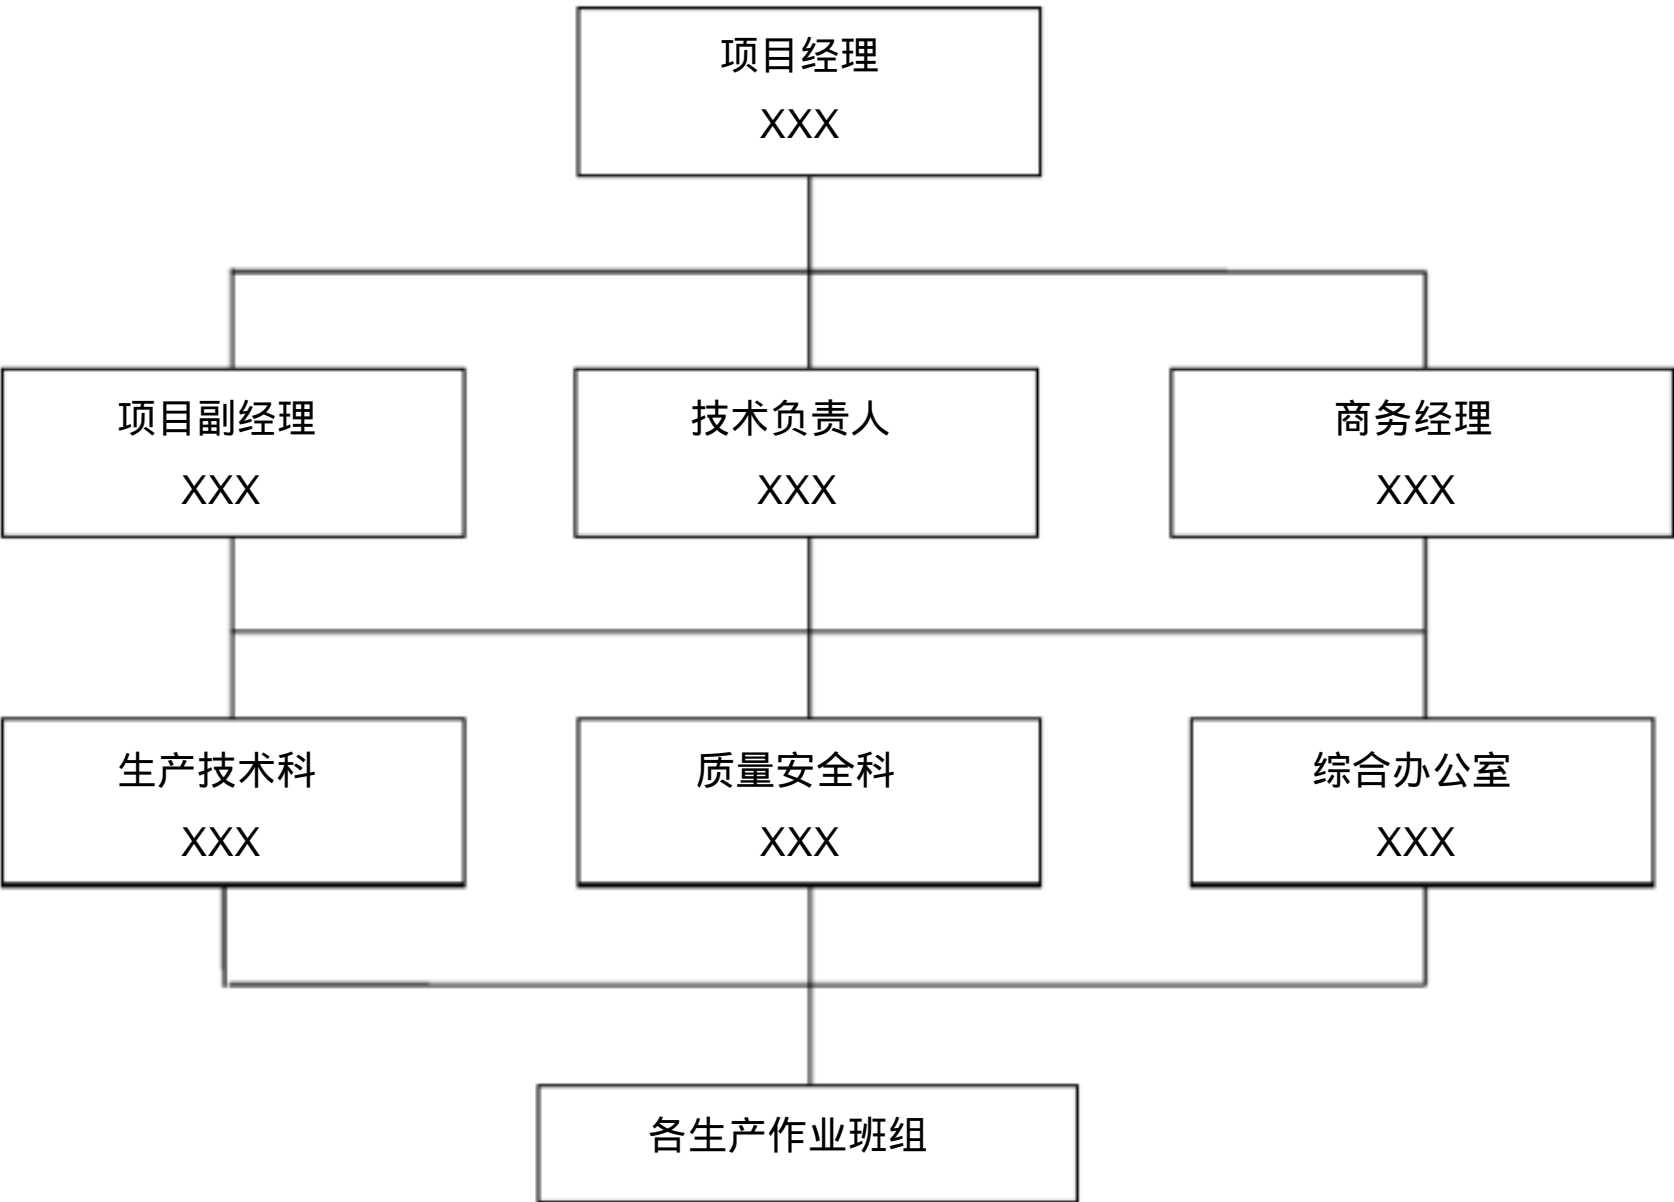 项目经理
XXX
项目副经理
XXX
技术负责人
XXX
商务经理
XXX
生产技术科
XXX
质量安全科
XXX
综合办公室
XXX
各生产作业班组